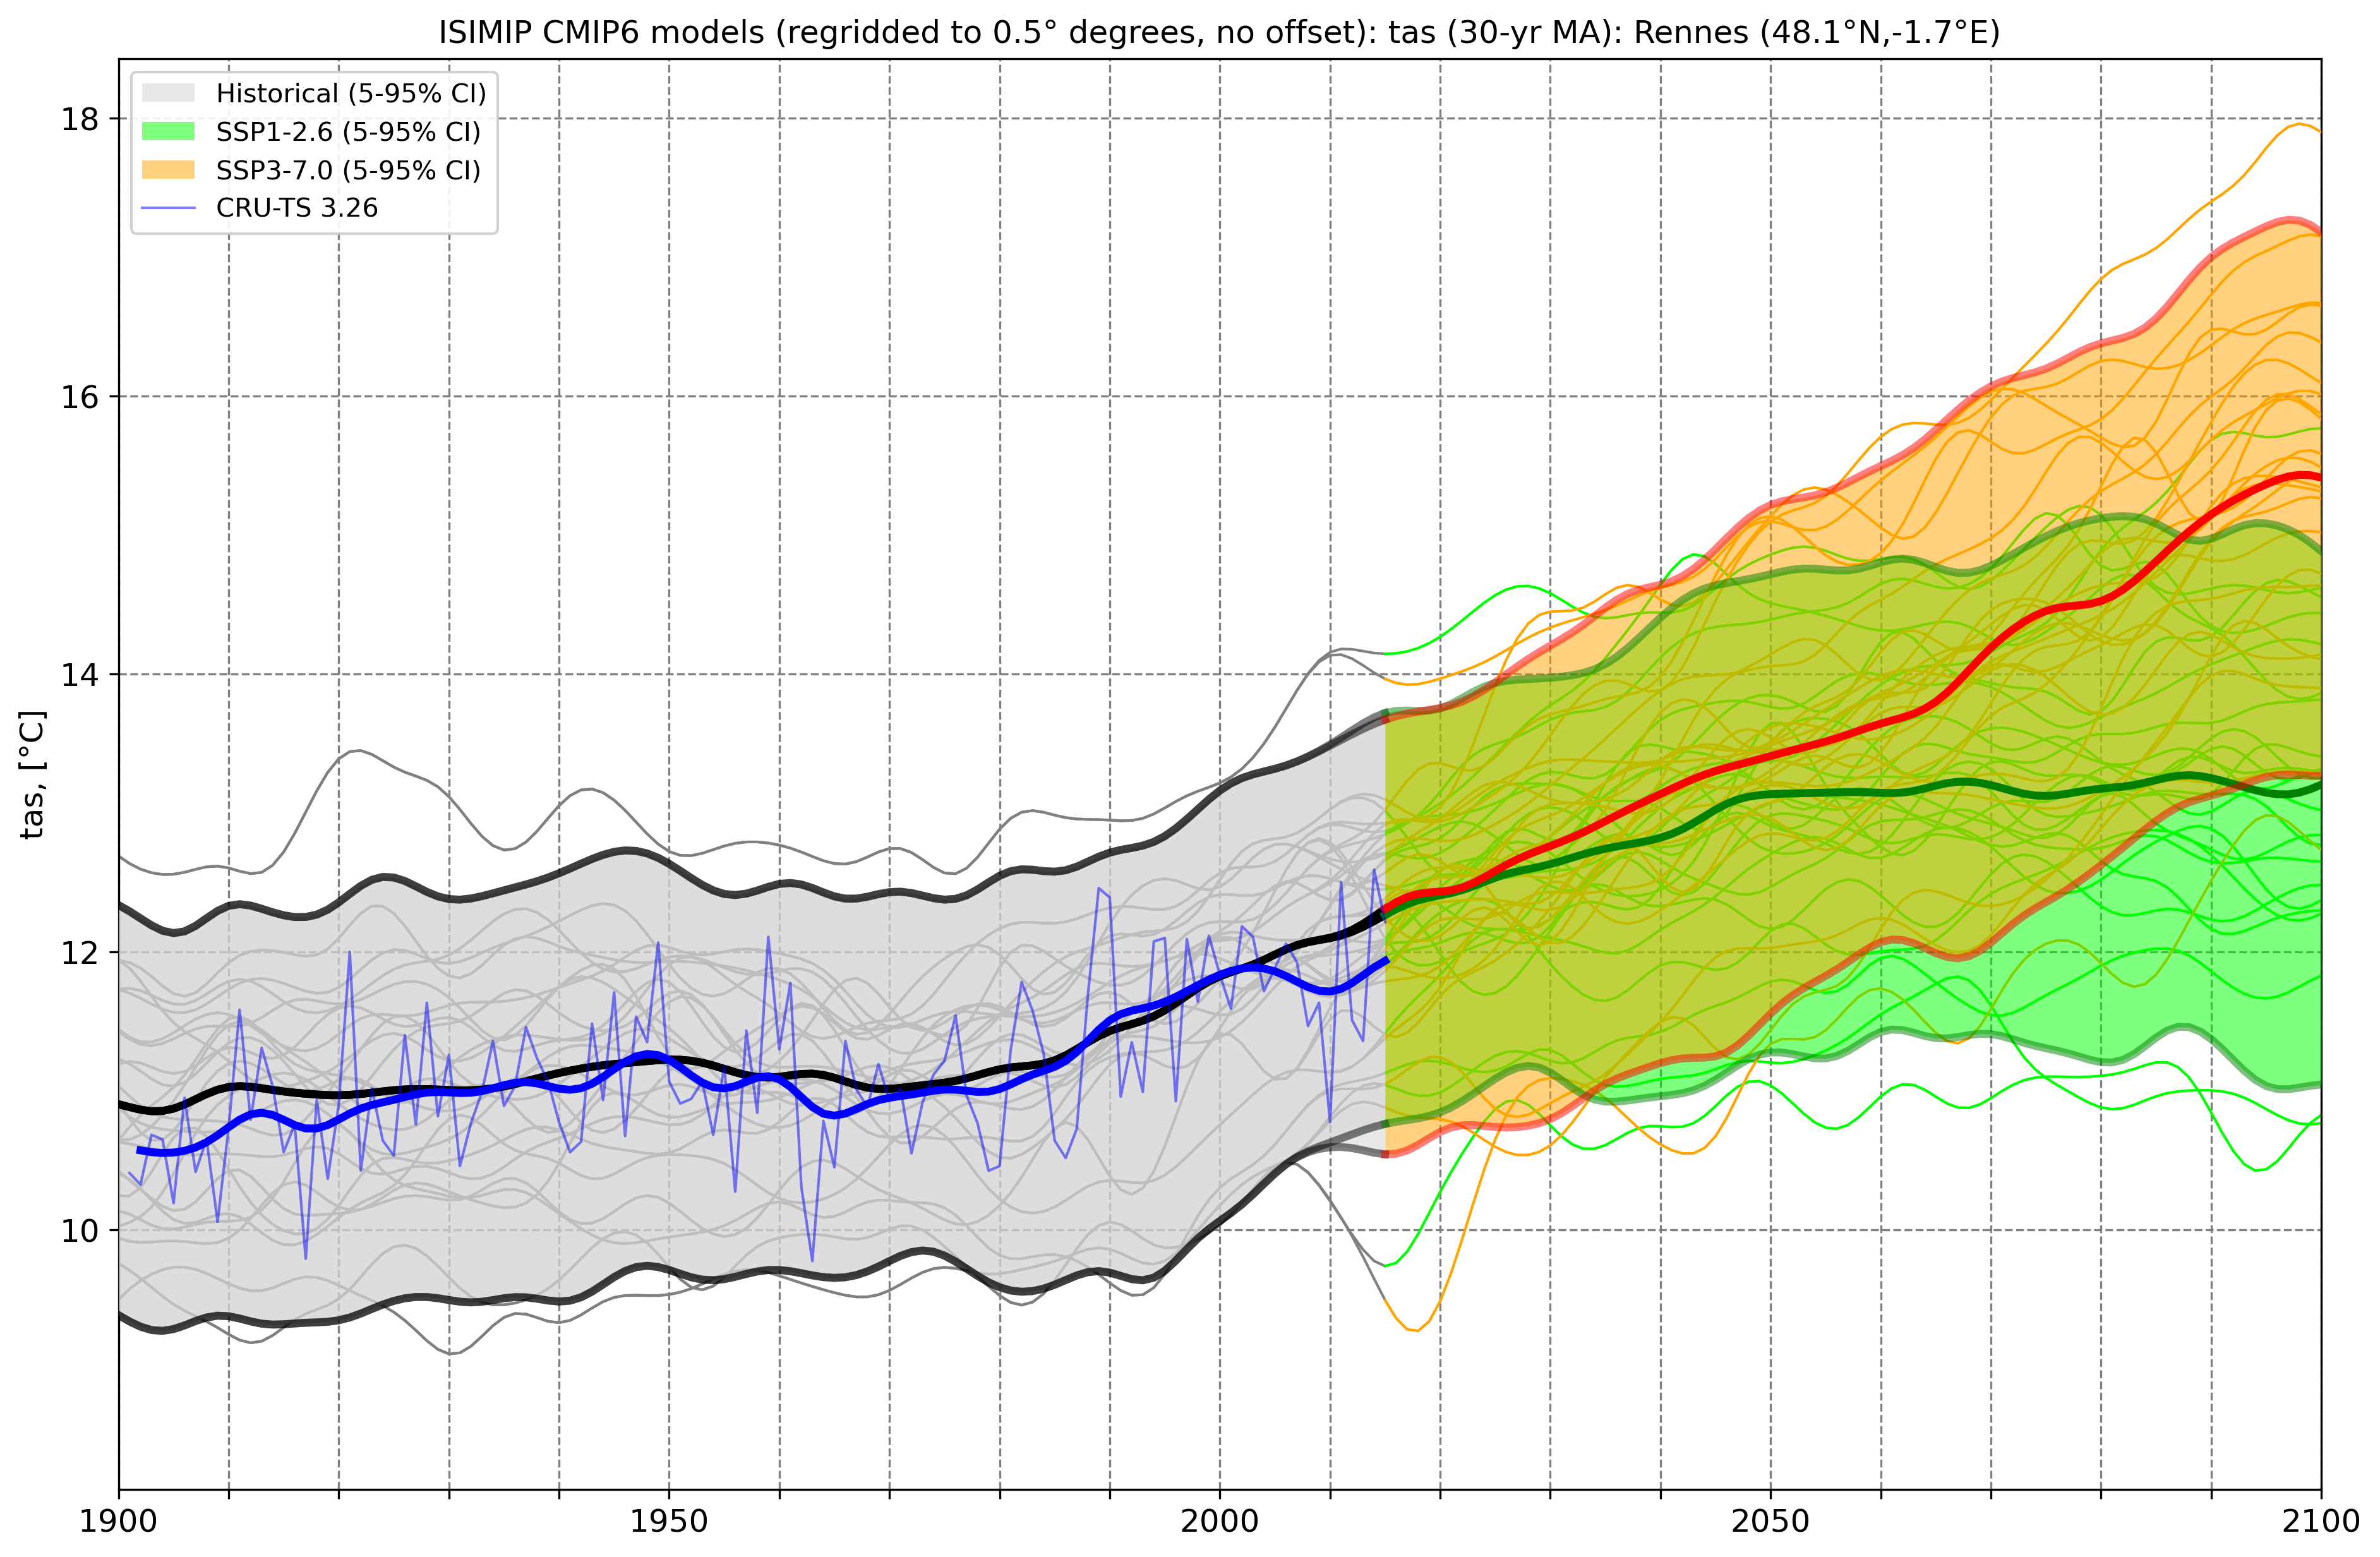 ISIMIP CMIP6 models (regridded to 0.5° degrees, no offset): tas (30-yr MA): Rennes (48.1°N,-1.7°E)
Historical (5-95% CI)
SSP1-2.6 (5-95% CI)
SSP3-7.0 (5-95% CI)
CRU-TS 3.26
18
16
14
12
10
tas, [°C]
1900 1950 2000 2050 2100